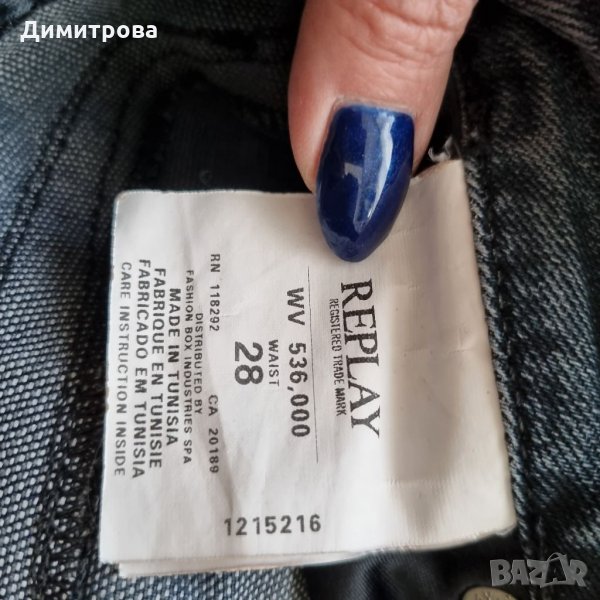 Димитрова
REPLAY
REGISTERED TRADE MARK
WV 536,000
WAIST
28
RN 118292 CA 20189
DISTRIBUTED BY
FASHION BOX INDUSTRIES SPA
MADE IN TUNISIA
FABRIQUE EN TUNISIE
FABRICADO EM TUNISIA
CARE INSTRUCTION INSIDE
1215216
BAZAR